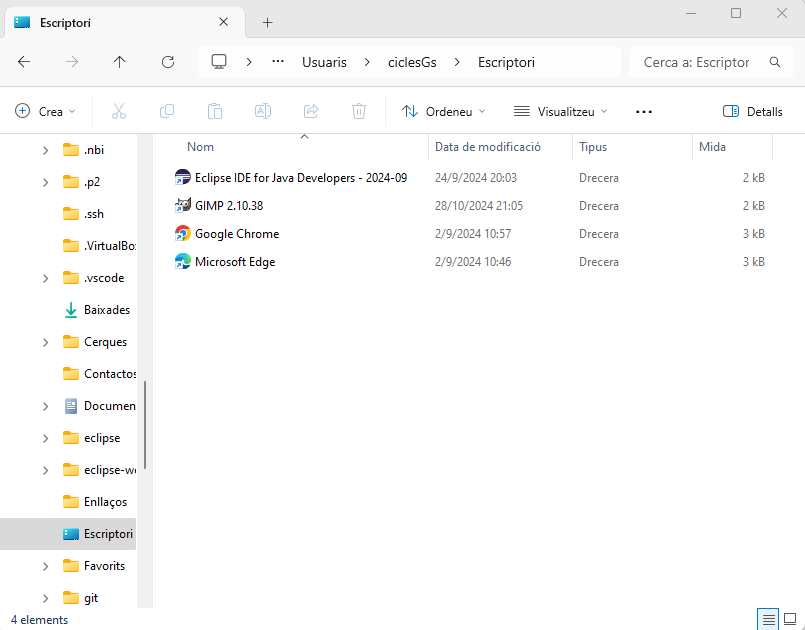 Escriptori
Usuaris ciclesGs Escriptori Cerca a: Escriptor
Crea Ordeneu Visualitzeu Detalls
Nom Data de modificació Tipus Mida
.nbi
.p2
.ssh
.VirtualBo
.vscode
Baixades
Cerques
Contactos
Documen
eclipse
eclipse-wo
Enllaços
Escriptori
Favorits
git
Eclipse IDE for Java Developers - 2024-09 24/9/2024 20:03 Drecera 2 kB
GIMP 2.10.38 28/10/2024 21:05 Drecera 2 kB
Google Chrome 2/9/2024 10:57 Drecera 3 kB
Microsoft Edge 2/9/2024 10:46 Drecera 3 kB
4 elements